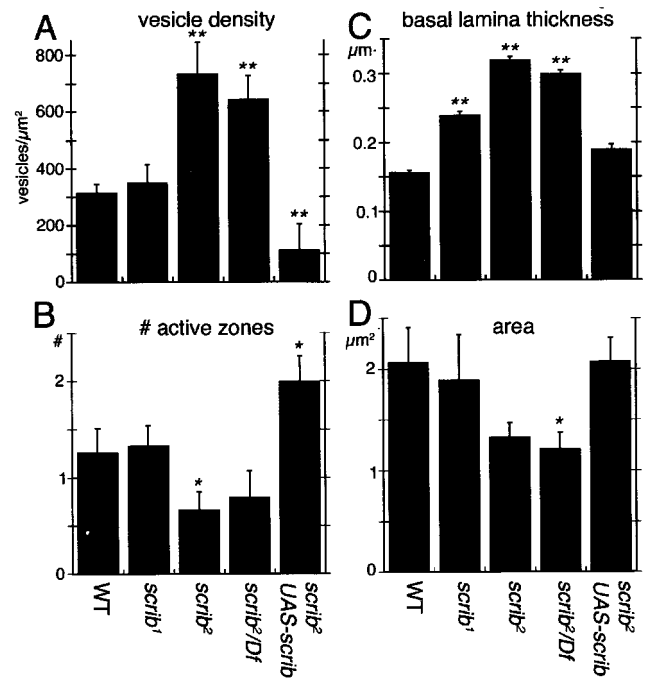 A
vesicle density
vesicles/μm²
800
600
400
200
0
**
**
**
C
basal lamina thickness
μm
0.3
0.2
0.1
0
**
**
**
B
# active zones
#
2
1
0
*
*
WT
scrib¹
scrib²
scrib²/Df
scrib²
UAS-scrib
D
area
μm²
2
1
0
*
WT
scrib¹
scrib²
scrib²/Df
scrib²
UAS-scrib